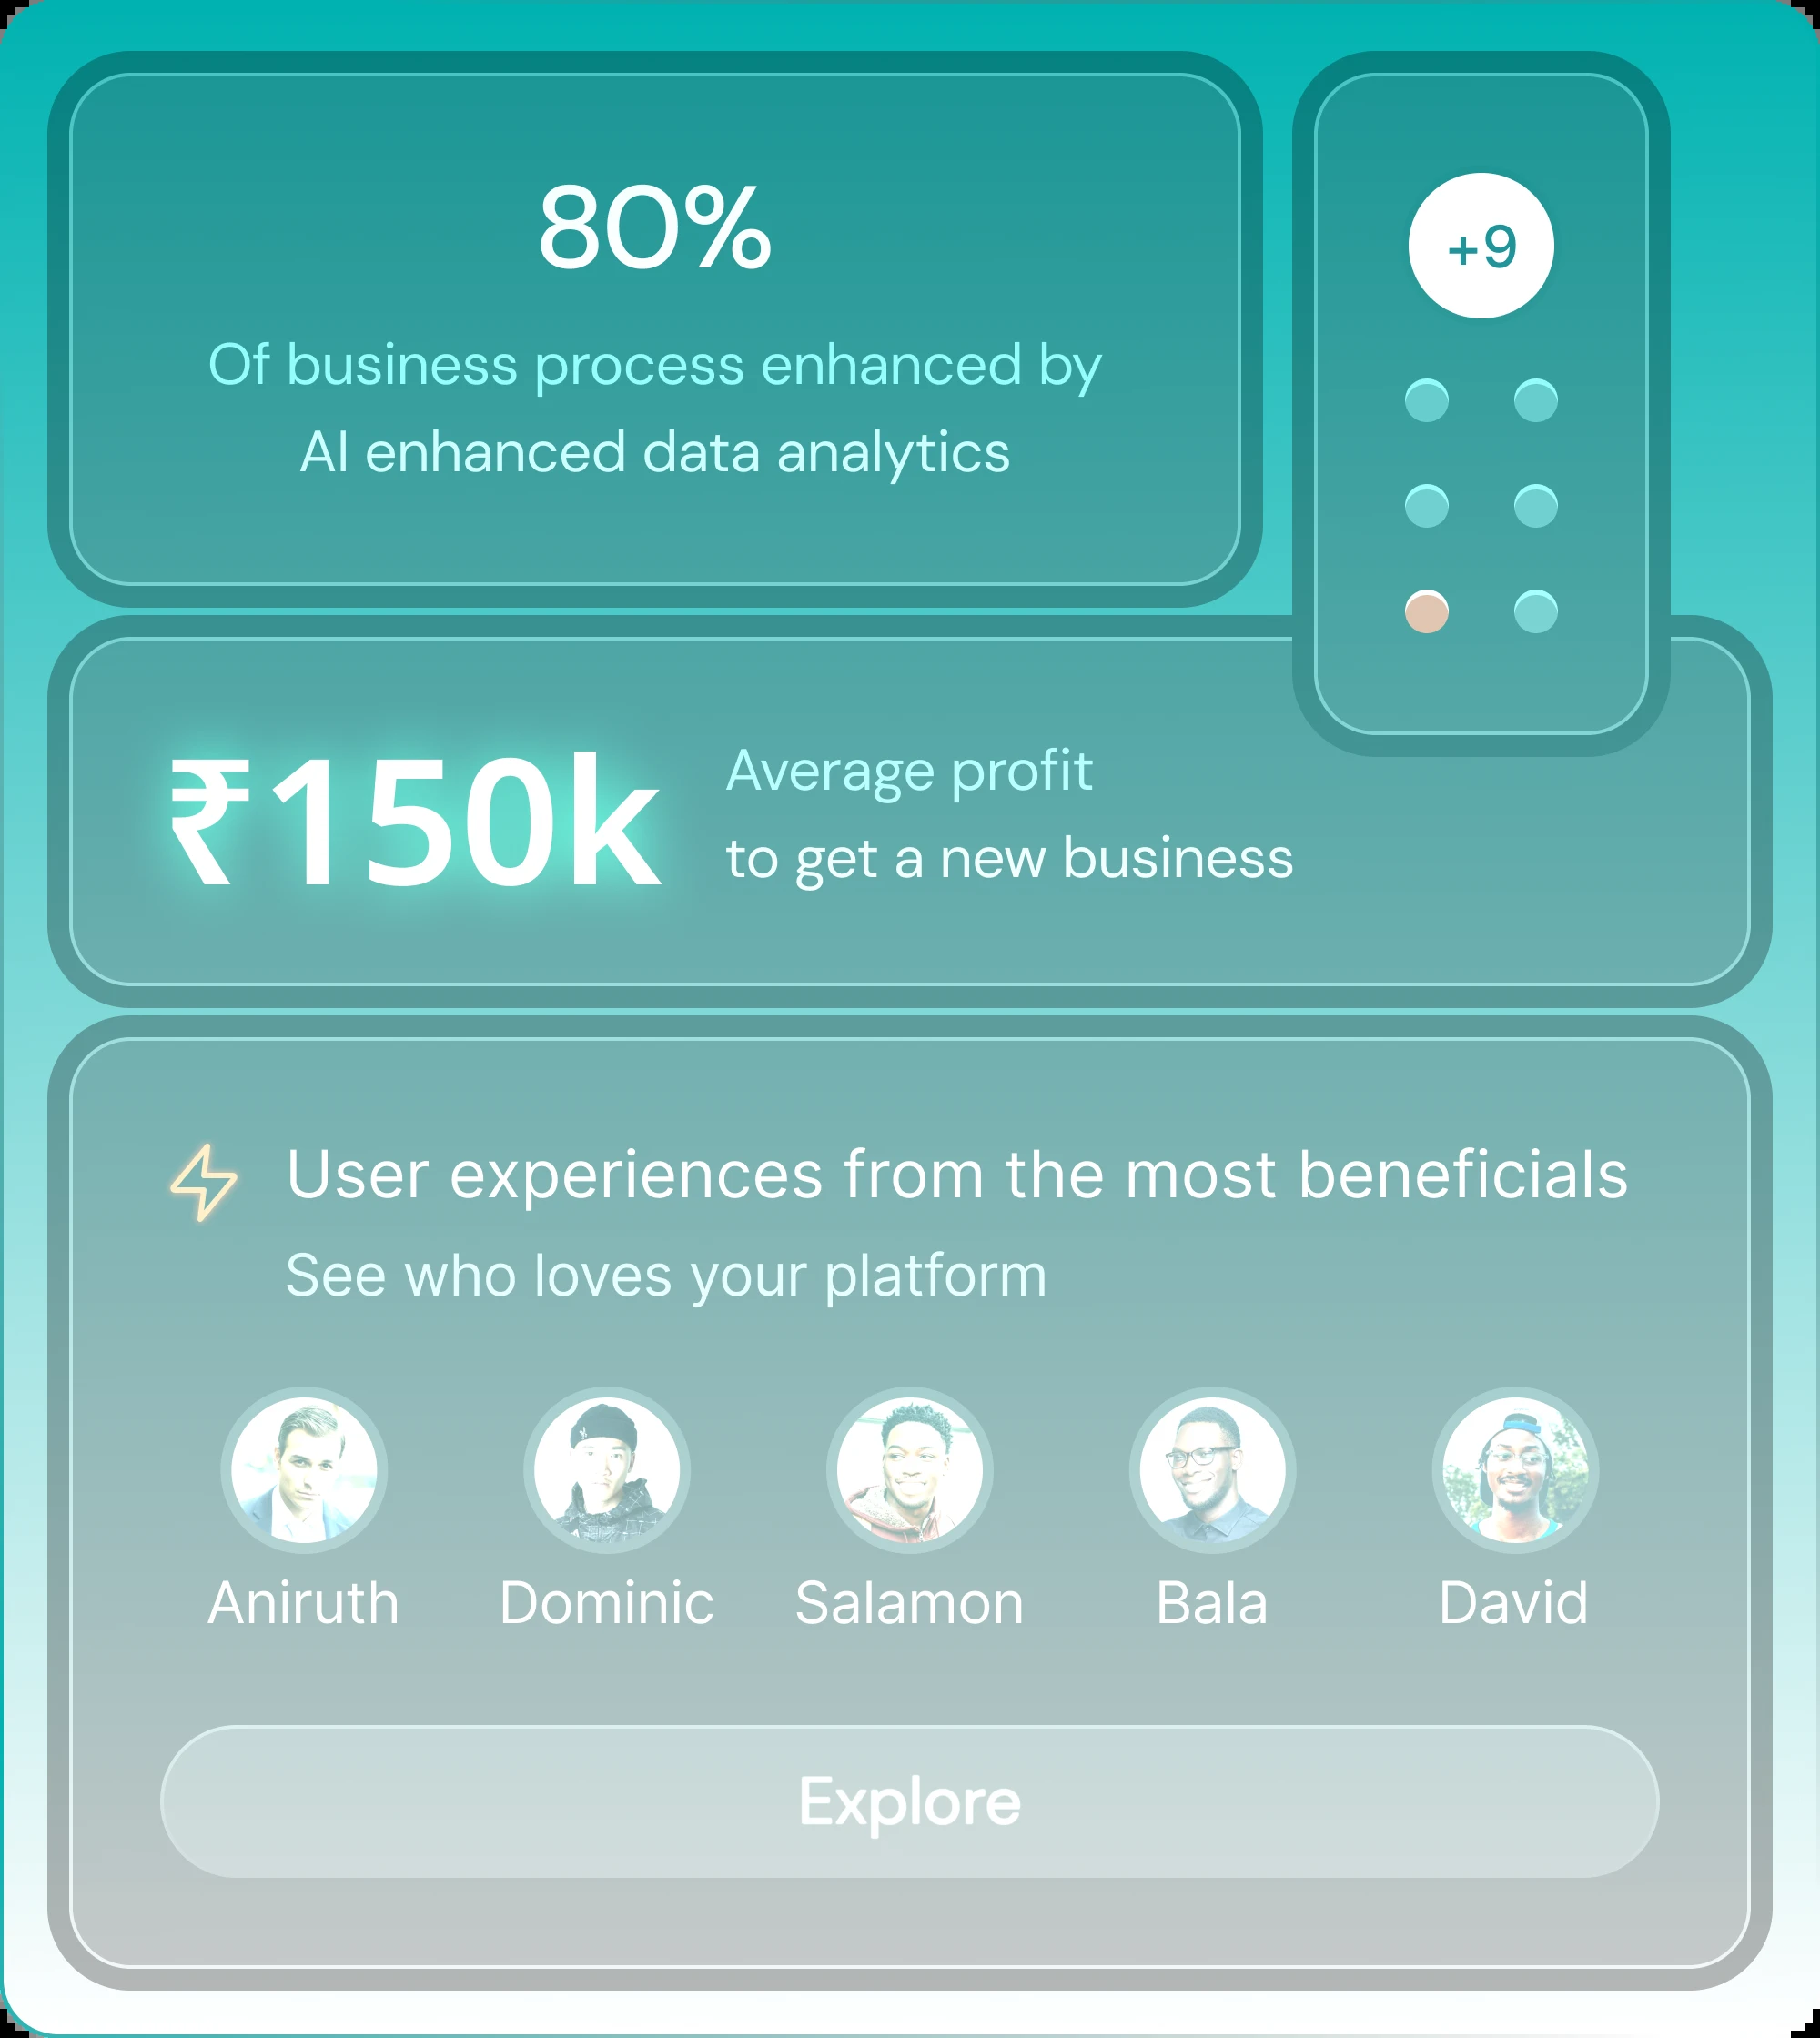 80%
Of business process enhanced by
AI enhanced data analytics
+9
₹150k
Average profit
to get a new business
User experiences from the most beneficials
See who loves your platform
Aniruth
Dominic
Salamon
Bala
David
Explore